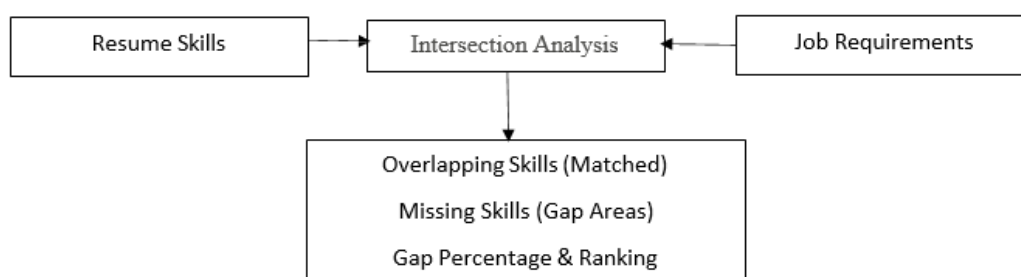 Resume Skills
Intersection Analysis
Job Requirements
Overlapping Skills (Matched)
Missing Skills (Gap Areas)
Gap Percentage & Ranking